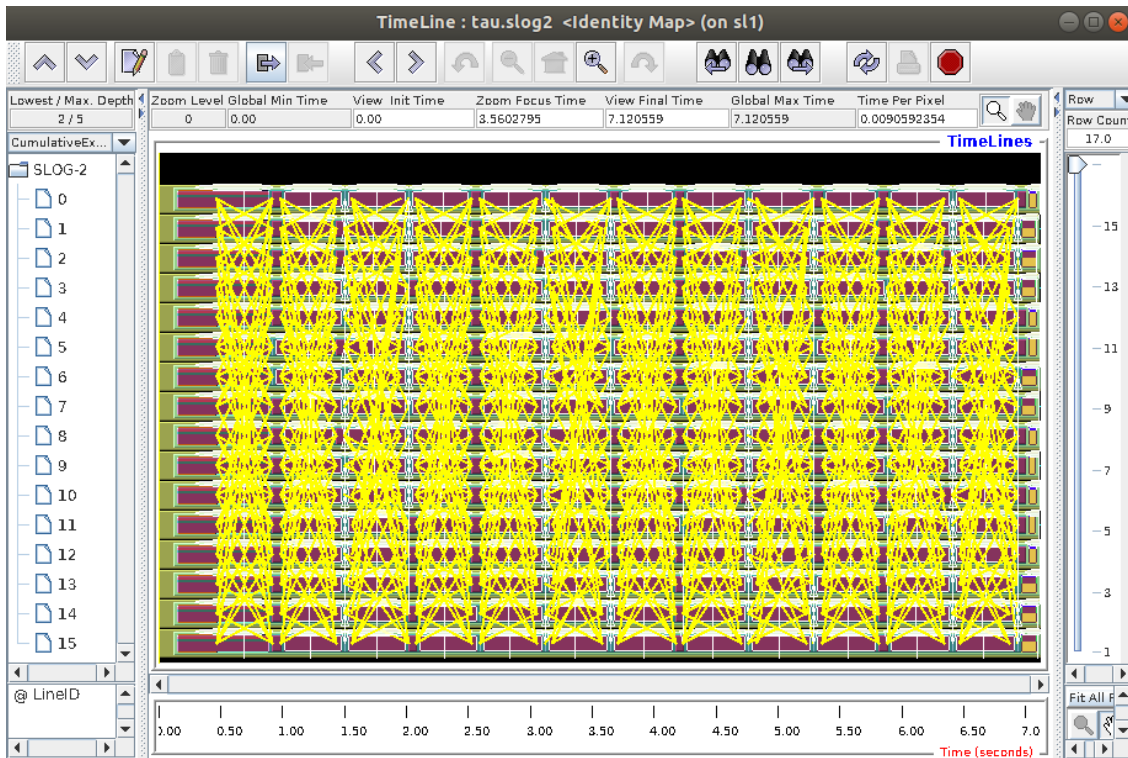 TimeLine : tau.slog2  <Identity Map> (on sl1)
Lowest / Max. Depth
2 / 5
Zoom Level Global Min Time View  Init Time Zoom Focus Time View Final Time Global Max Time Time Per Pixel
0 0.00 0.00 3.5602795 7.120559 7.120559 0.0090592354
Row
Row Coun
17.0
CumulativeEx...
TimeLines
SLOG-2
0
1
2
3
4
5
6
7
8
9
10
11
12
13
14
15
15
13
11
9
7
5
3
1
@ LineID
Fit All
0.00 0.50 1.00 1.50 2.00 2.50 3.00 3.50 4.00 4.50 5.00 5.50 6.00 6.50 7.0
Time (seconds)